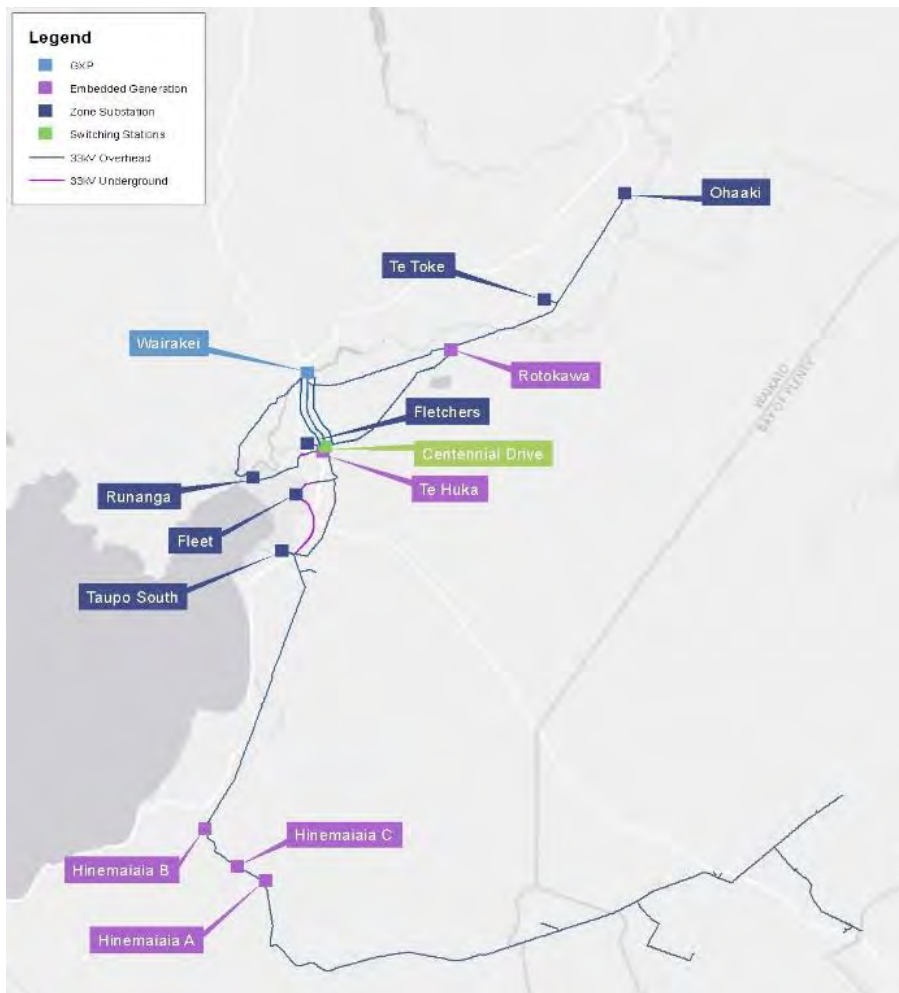 Legend
GXP
Embedded Generation
Zone Substation
Switching Stations
33kV Overhead
33kV Underground
Ohaaki
Te Toke
Wairakei
Rotokawa
Fletchers
Centennial Drive
Te Huka
Runanga
Fleet
Taupo South
WAIKATO
BAY OF PLENTY
Hinemaiaia C
Hinemaiaia B
Hinemaiaia A